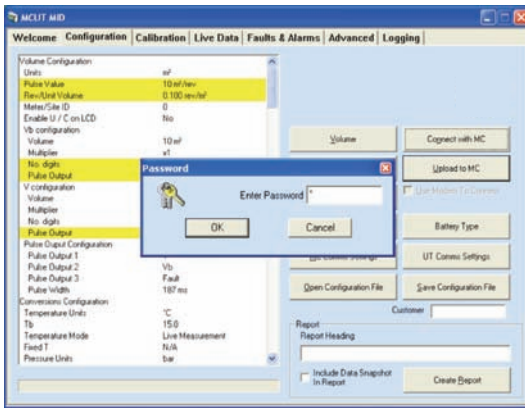 MCUT MID
Welcome Configuration Calibration Live Data Faults & Alarms Advanced Logging
Volume Configuration
Units m³
Pulse Value 10 m³/rev
Rev/Unit Volume 0.100 rev/m³
Meter/Site ID 0
Enable U / C on LCD No
Vb configuration
Volume 10 m³
Multiplier x1
No. digits
Pulse Output
V configuration
Volume
Multiplier
No. digits
Pulse Output
Pulse Ouput Configuration
Pulse Output 1
Pulse Output 2 Vb
Pulse Output 3 Fault
Pulse Width 187 ms
Conversions Configuration
Temperature Units °C
Tb 15.0
Temperature Mode Live Measurement
Fixed T N/A
Pressure Units bar
Password
Enter Password *
OK Cancel
Volume Connect with MC
Upload to MC
Use Modem To Connect
Battery Type
UT Comms Settings
Open Configuration File Save Configuration File
Customer
Report
Report Heading
Include Data Snapshot
In Report
Create Report